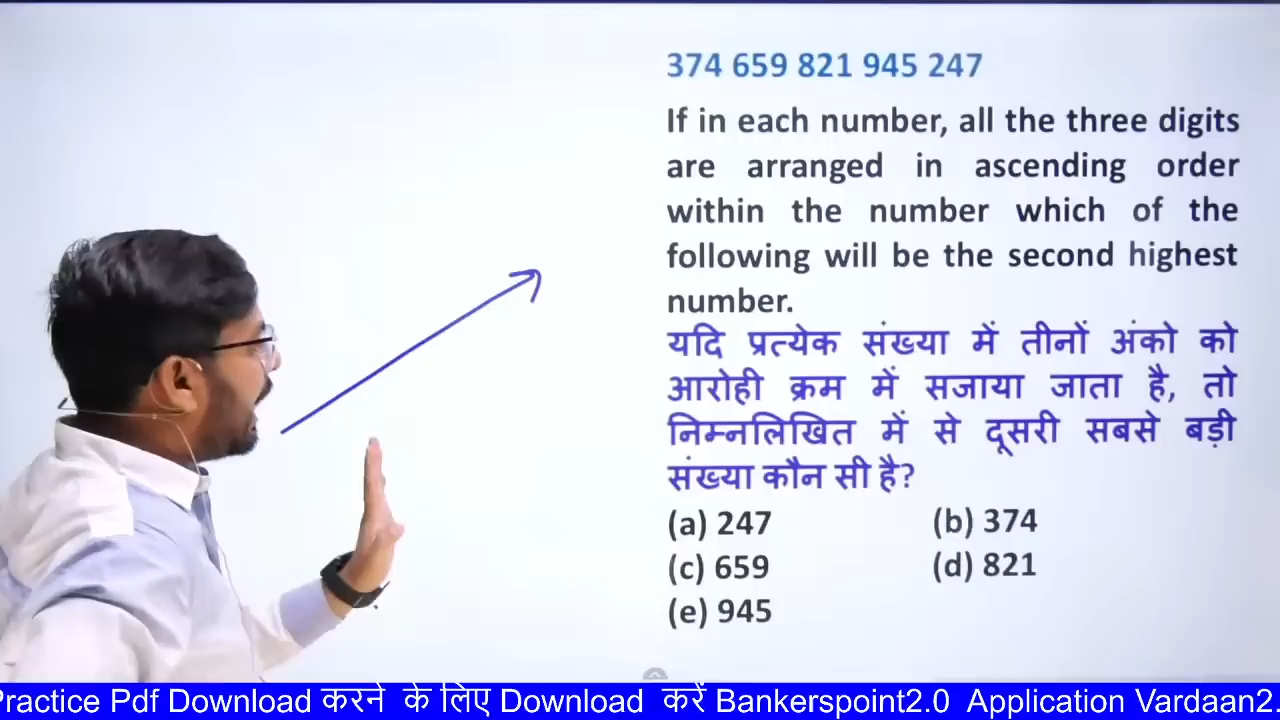 374 659 821 945 247
If in each number, all the three digits
are arranged in ascending order
within the number which of the
following will be the second highest
number.
यदि प्रत्येक संख्या में तीनों अंको को
आरोही क्रम में सजाया जाता है, तो
निम्नलिखित में से दूसरी सबसे बड़ी
संख्या कौन सी है?
(a) 247 (b) 374
(c) 659 (d) 821
(e) 945
Practice Pdf Download करने के लिए Download करें Bankerspoint2.0 Application Vardaan2.